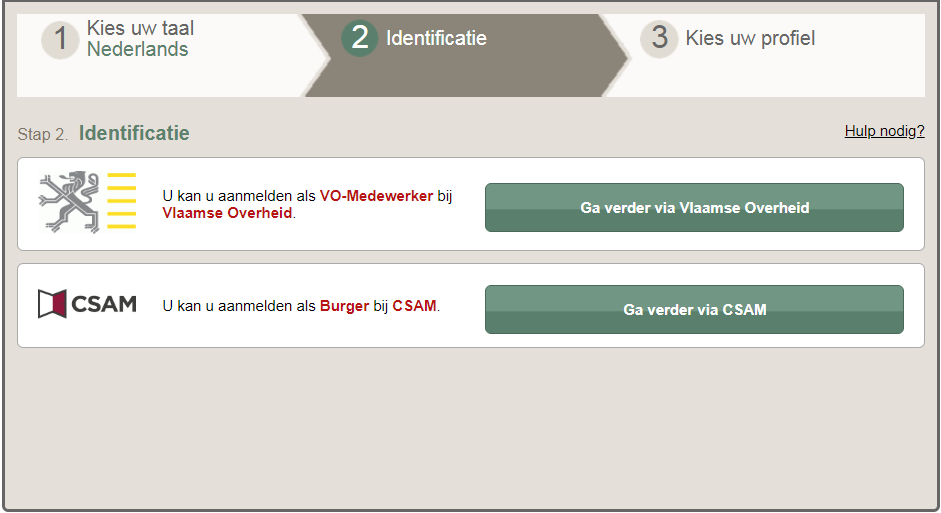 1 Kies uw taal
Nederlands
2 Identificatie
3 Kies uw profiel
Stap 2. Identificatie
Hulp nodig?
U kan u aanmelden als VO-Medewerker bij
Vlaamse Overheid.
Ga verder via Vlaamse Overheid
CSAM
U kan u aanmelden als Burger bij CSAM.
Ga verder via CSAM